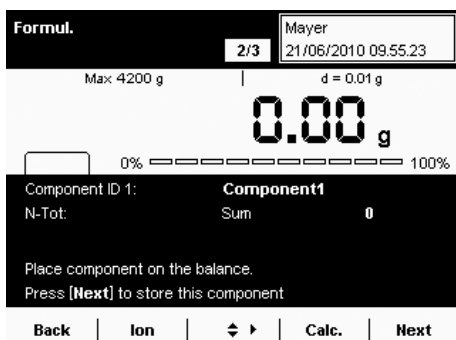 Formul.
2/3
Mayer
21/06/2010 09.55.23
Max 4200 g
d = 0.01 g
0.00 g
0% 100%
Component ID 1: Component1
N-Tot: Sum 0
Place component on the balance.
Press [Next] to store this component
Back | Ion | Calc. | Next